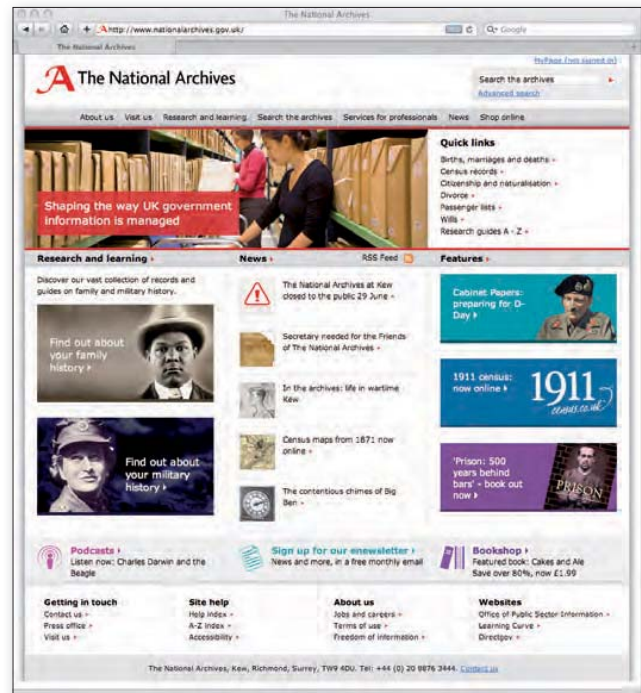 The National Archives
http://www.nationalarchives.gov.uk/
Google
The National Archives
MyPage (not signed in)
A The National Archives
Search the archives
Advanced search
About us Visit us Research and learning Search the archives Services for professionals News Shop online
Shaping the way UK government
information is managed
Quick links
Births, marriages and deaths
Census records
Citizenship and naturalisation
Divorce
Passenger lists
Wills
Research guides A - Z
Research and learning
Discover our vast collection of records and
guides on family and military history.
Find out about
your family
history
Find out about
your military
history
News
RSS Feed
The National Archives at Kew
closed to the public 29 June
Secretary needed for the Friends
of The National Archives
In the archives: life in wartime
Kew
Census maps from 1871 now
online
The contentious chimes of Big
Ben
Features
Cabinet Papers:
preparing for D-
Day
1911 census:
now online
1911
census.co.uk
'Prison: 500
years behind
bars' - book out
now
PRISON
Podcasts
Listen now: Charles Darwin and the
Beagle
Sign up for our enewsletter
News and more, in a free monthly email
Bookshop
Featured book: Cakes and Ale
Save over 80%, now £1.99
Getting in touch
Contact us
Press office
Visit us
Site help
Help index
A-Z index
Accessibility
About us
Jobs and careers
Terms of use
Freedom of information
Websites
Office of Public Sector Information
Learning Curve
Directgov
The National Archives, Kew, Richmond, Surrey, TW9 4DU. Tel: +44 (0) 20 8876 3444. Contact us